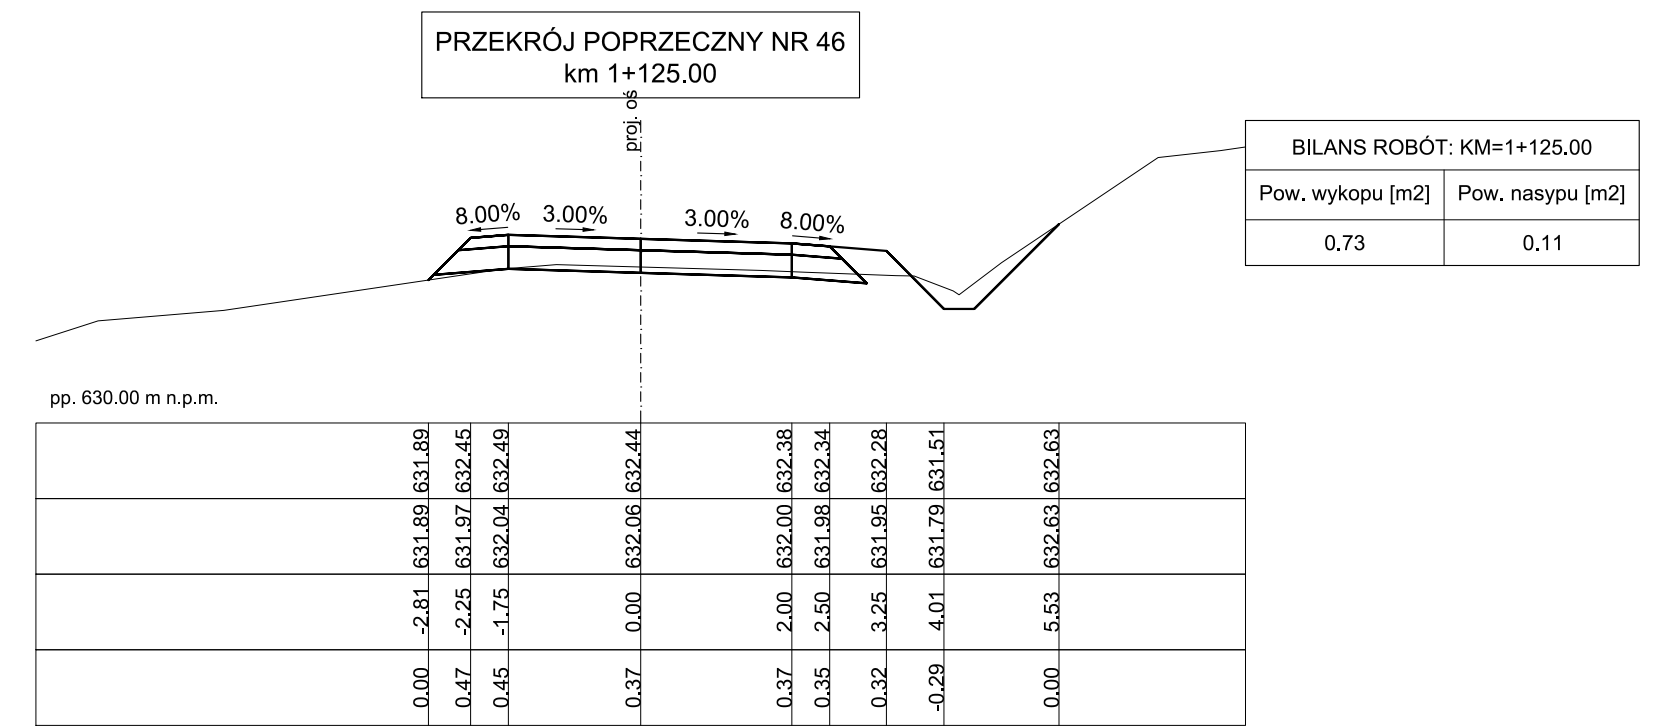 PRZEKRÓJ POPRZECZNY NR 46
km 1+125.00
proj. oś
BILANS ROBÓT: KM=1+125.00
Pow. wykopu [m2] Pow. nasypu [m2]
0.73 0.11
8.00% 3.00% 3.00% 8.00%
pp. 630.00 m n.p.m.
631.89 632.45 632.49 632.44 632.38 632.34 632.28 631.51 632.63
631.89 631.97 632.04 632.06 632.00 631.98 631.95 631.79 632.63
-2.81 -2.25 -1.75 0.00 2.00 2.50 3.25 4.01 5.53
0.00 0.47 0.45 0.37 0.37 0.35 0.32 -0.29 0.00